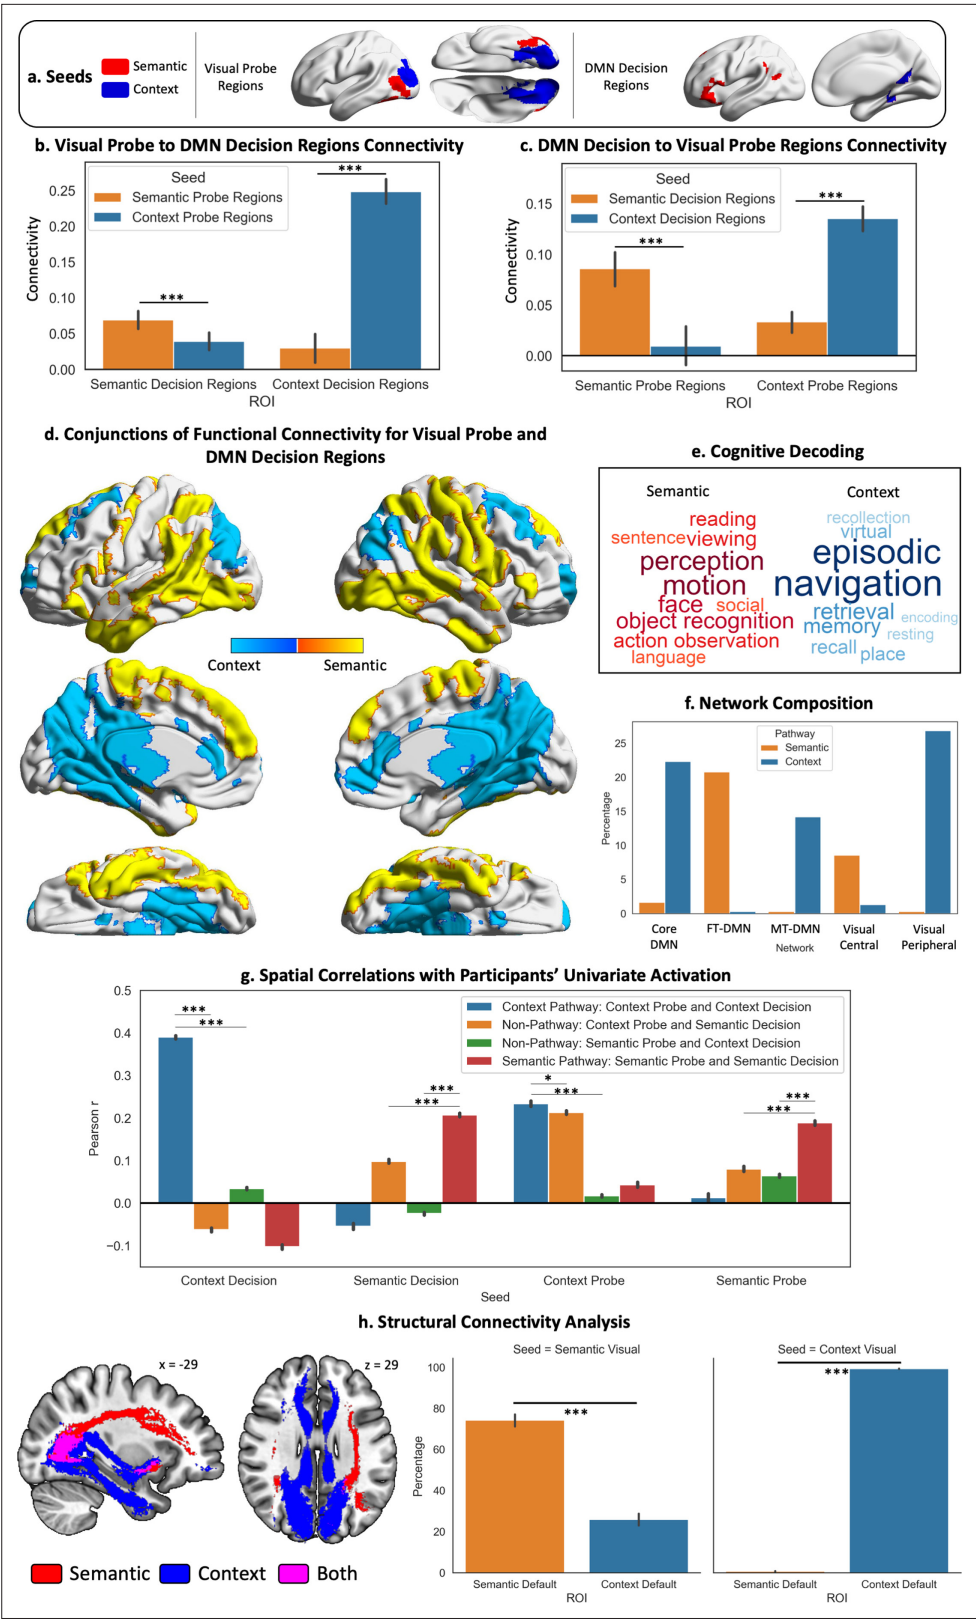 a. Seeds
Semantic
Context
Visual Probe
Regions
DMN Decision
Regions
b. Visual Probe to DMN Decision Regions Connectivity
Connectivity
0.25
0.20
0.15
0.10
0.05
0.00
Seed
Semantic Probe Regions
Context Probe Regions
***
***
Semantic Decision Regions
Context Decision Regions
ROI
c. DMN Decision to Visual Probe Regions Connectivity
Connectivity
0.15
0.10
0.05
0.00
Seed
Semantic Decision Regions
Context Decision Regions
***
***
Semantic Probe Regions
Context Probe Regions
ROI
d. Conjunctions of Functional Connectivity for Visual Probe and
DMN Decision Regions
Context
Semantic
e. Cognitive Decoding
Semantic
reading
sentence viewing
perception
motion
face social
object recognition
action observation
language
Context
recollection
virtual
episodic
navigation
retrieval encoding
memory resting
recall place
f. Network Composition
Percentage
25
20
15
10
5
0
Pathway
Semantic
Context
Core
DMN
FT-DMN
MT-DMN
Visual
Central
Visual
Peripheral
Network
g. Spatial Correlations with Participants’ Univariate Activation
Pearson r
0.5
0.4
0.3
0.2
0.1
0.0
−0.1
Context Pathway: Context Probe and Context Decision
Non-Pathway: Context Probe and Semantic Decision
Non-Pathway: Semantic Probe and Context Decision
Semantic Pathway: Semantic Probe and Semantic Decision
***
***
***
***
*
***
***
***
Context Decision
Semantic Decision
Context Probe
Semantic Probe
Seed
h. Structural Connectivity Analysis
x = -29
z = 29
Semantic
Context
Both
Seed = Semantic Visual
Percentage
100
80
60
40
20
0
***
Semantic Default
Context Default
ROI
Seed = Context Visual
***
Semantic Default
Context Default
ROI